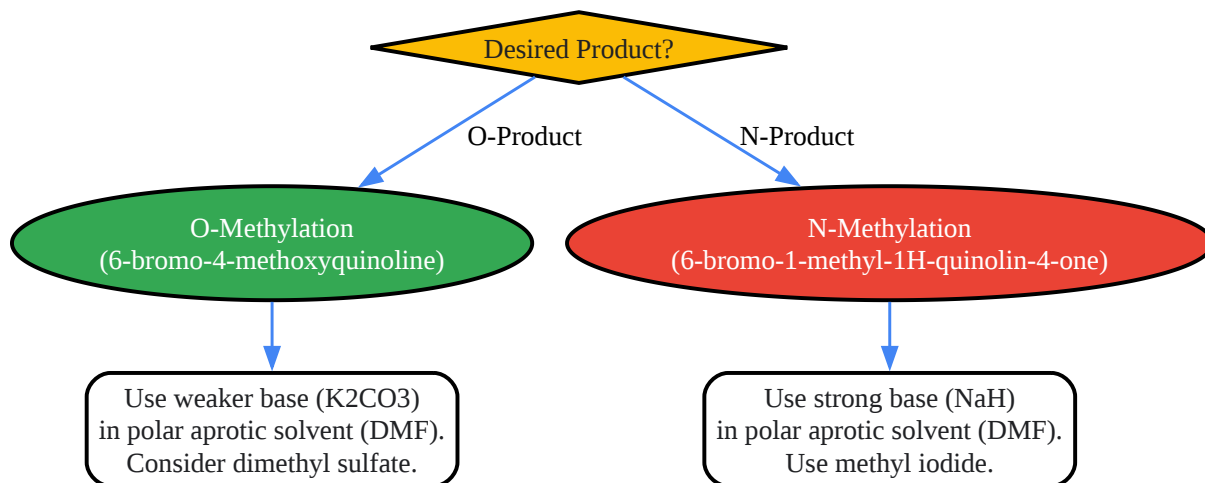 Desired Product?
O-Product
N-Product
O-Methylation
(6-bromo-4-methoxyquinoline)
N-Methylation
(6-bromo-1-methyl-1H-quinolin-4-one)
Use weaker base (K2CO3)
in polar aprotic solvent (DMF).
Consider dimethyl sulfate.
Use strong base (NaH)
in polar aprotic solvent (DMF).
Use methyl iodide.